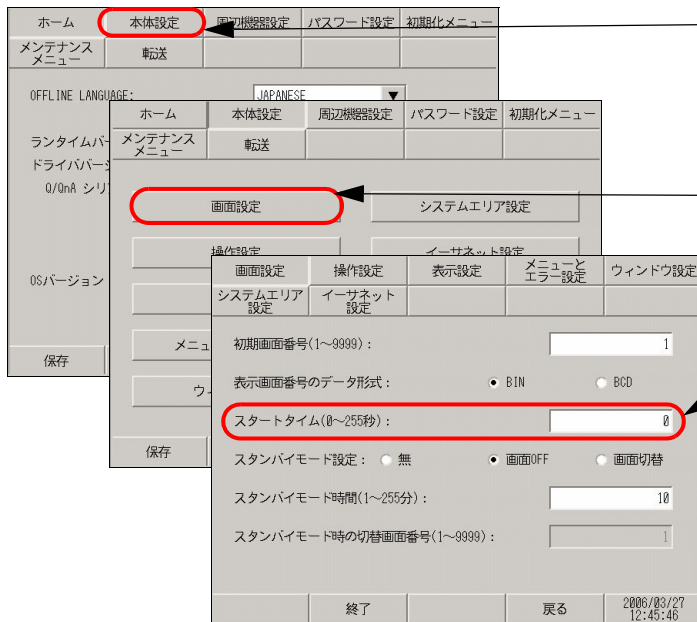 ホーム 本体設定 周辺機器設定 パスワード設定 初期化メニュー
メンテナンス
メニュー 転送
OFFLINE LANGUAGE: JAPANESE ▼
ランタイムバ
ドライババー
Q/QnA シリ
OSバージョン
保存
ホーム 本体設定 周辺機器設定 パスワード設定 初期化メニュー
メンテナンス
メニュー 転送
画面設定 システムエリア設定
操作設定 イーサネット設定
メニュ
ウ
保存
画面設定 操作設定 表示設定 メニューと
エラー設定 ウィンドウ設定
システムエリア
設定 イーサネット
設定
初期画面番号(1~9999): 1
表示画面番号のデータ形式: BIN BCD
スタートタイム(0~255秒): 0
スタンバイモード設定: 無 画面OFF 画面切替
スタンバイモード時間(1~255分): 10
スタンバイモード時の切替画面番号(1~9999): 1
終了 戻る 2006/03/27
12:45:46